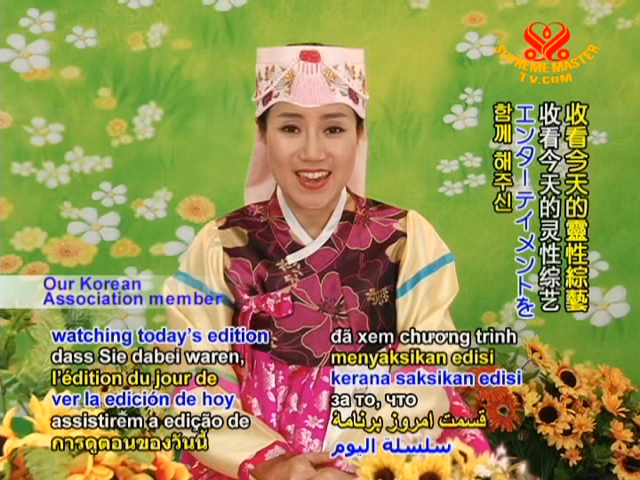 SUPREME MASTER
TV.COM
收看今天的靈性綜藝
收看今天的灵性综艺
エンターテイメントを
함께 해주신
Our Korean
Association member
watching today's edition
dass Sie dabei waren,
l'édition du jour de
ver la edición de hoy
assistirem à edição de
การดูตอนของวันนี้
đã xem chương trình
menyaksikan edisi
kerana saksikan edisi
за то, что
قسمت امروز برنامهٔ
سلسلة اليوم